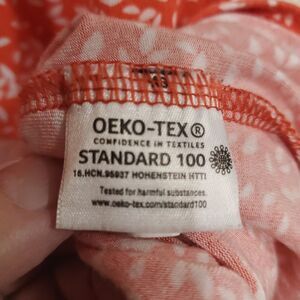 OEKO-TEX®
CONFIDENCE IN TEXTILES
STANDARD 100
16.HCN.95937 HOHENSTEIN HTTI
Tested for harmful substances.
www.oeko-tex.com/standard100